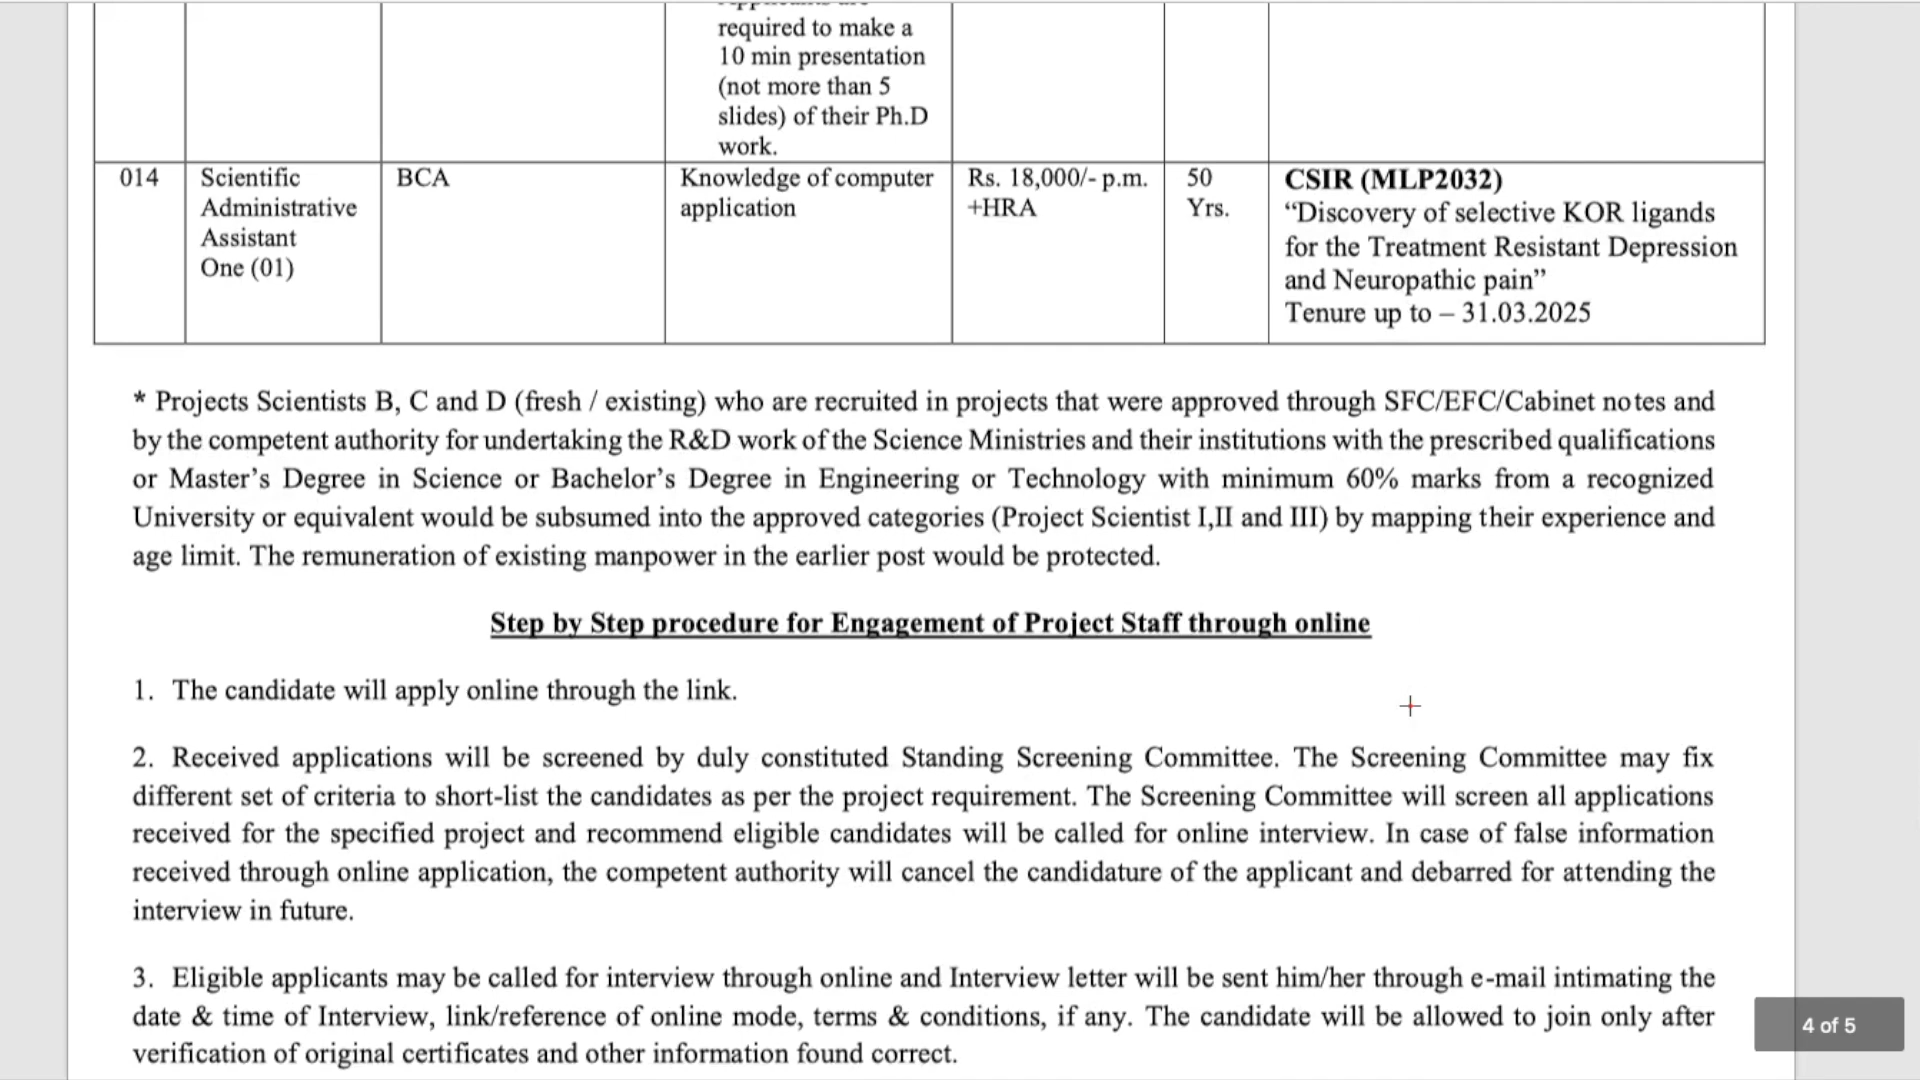 required to make a
10 min presentation
(not more than 5
slides) of their Ph.D
work.
014
Scientific
Administrative
Assistant
One (01)
BCA
Knowledge of computer
application
Rs. 18,000/- p.m.
+HRA
50
Yrs.
CSIR (MLP2032)
“Discovery of selective KOR ligands
for the Treatment Resistant Depression
and Neuropathic pain”
Tenure up to – 31.03.2025
* Projects Scientists B, C and D (fresh / existing) who are recruited in projects that were approved through SFC/EFC/Cabinet notes and
by the competent authority for undertaking the R&D work of the Science Ministries and their institutions with the prescribed qualifications
or Master’s Degree in Science or Bachelor’s Degree in Engineering or Technology with minimum 60% marks from a recognized
University or equivalent would be subsumed into the approved categories (Project Scientist I,II and III) by mapping their experience and
age limit. The remuneration of existing manpower in the earlier post would be protected.
Step by Step procedure for Engagement of Project Staff through online
1. The candidate will apply online through the link.
2. Received applications will be screened by duly constituted Standing Screening Committee. The Screening Committee may fix
different set of criteria to short-list the candidates as per the project requirement. The Screening Committee will screen all applications
received for the specified project and recommend eligible candidates will be called for online interview. In case of false information
received through online application, the competent authority will cancel the candidature of the applicant and debarred for attending the
interview in future.
3. Eligible applicants may be called for interview through online and Interview letter will be sent him/her through e-mail intimating the
date & time of Interview, link/reference of online mode, terms & conditions, if any. The candidate will be allowed to join only after
verification of original certificates and other information found correct.
4 of 5